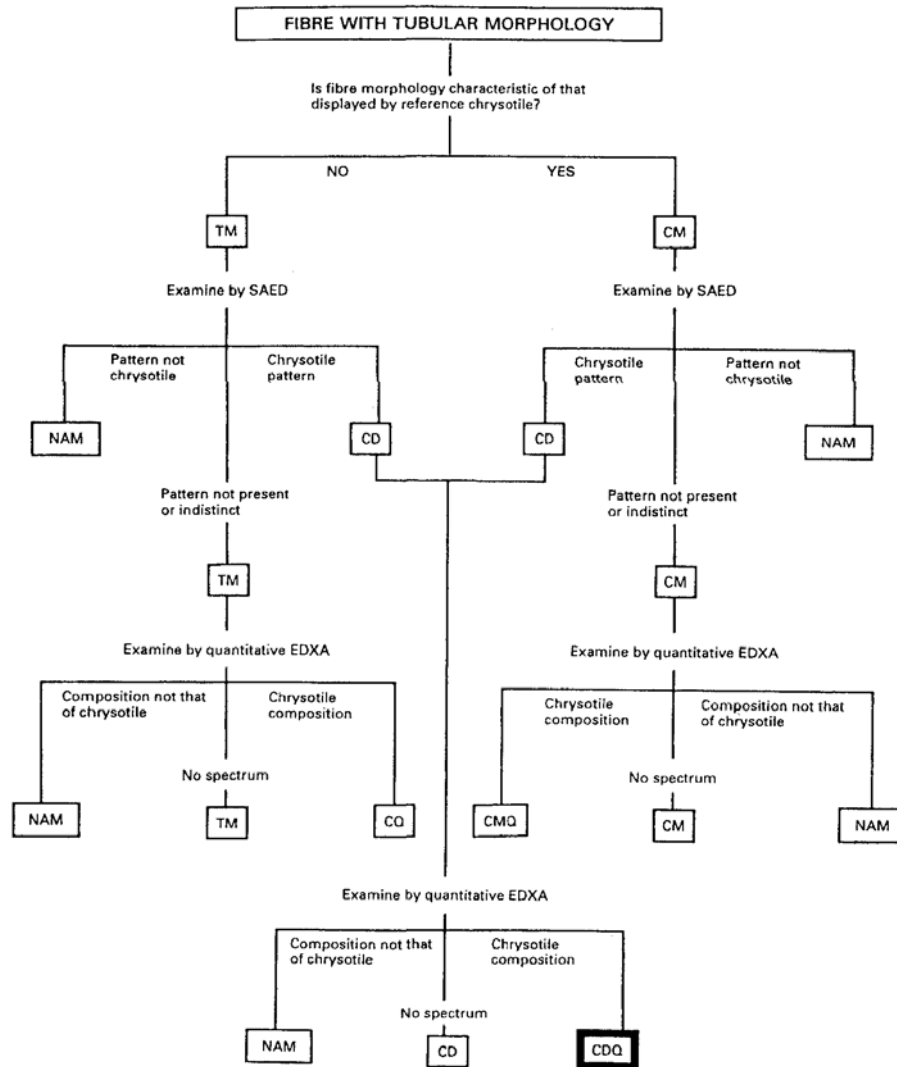 FIBRE WITH TUBULAR MORPHOLOGY
Is fibre morphology characteristic of that
displayed by reference chrysotile?
NO
YES
TM
CM
Examine by SAED
Examine by SAED
Pattern not
chrysotile
Chrysotile
pattern
Chrysotile
pattern
Pattern not
chrysotile
NAM
CD
CD
NAM
Pattern not present
or indistinct
Pattern not present
or indistinct
TM
CM
Examine by quantitative EDXA
Examine by quantitative EDXA
Composition not that
of chrysotile
Chrysotile
composition
Chrysotile
composition
Composition not that
of chrysotile
No spectrum
No spectrum
NAM
TM
CQ
CMQ
CM
NAM
Examine by quantitative EDXA
Composition not that
of chrysotile
Chrysotile
composition
No spectrum
NAM
CD
CDQ